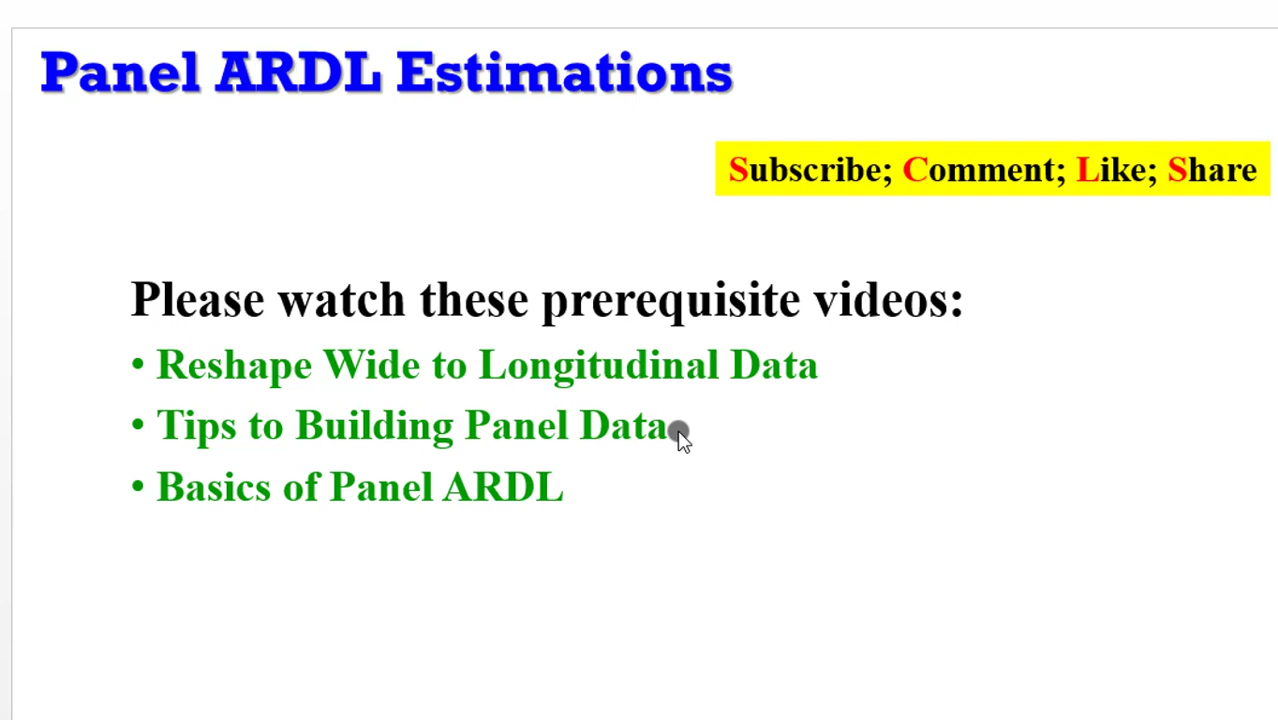 Panel ARDL Estimations
Subscribe; Comment; Like; Share
Please watch these prerequisite videos:
• Reshape Wide to Longitudinal Data
• Tips to Building Panel Data
• Basics of Panel ARDL